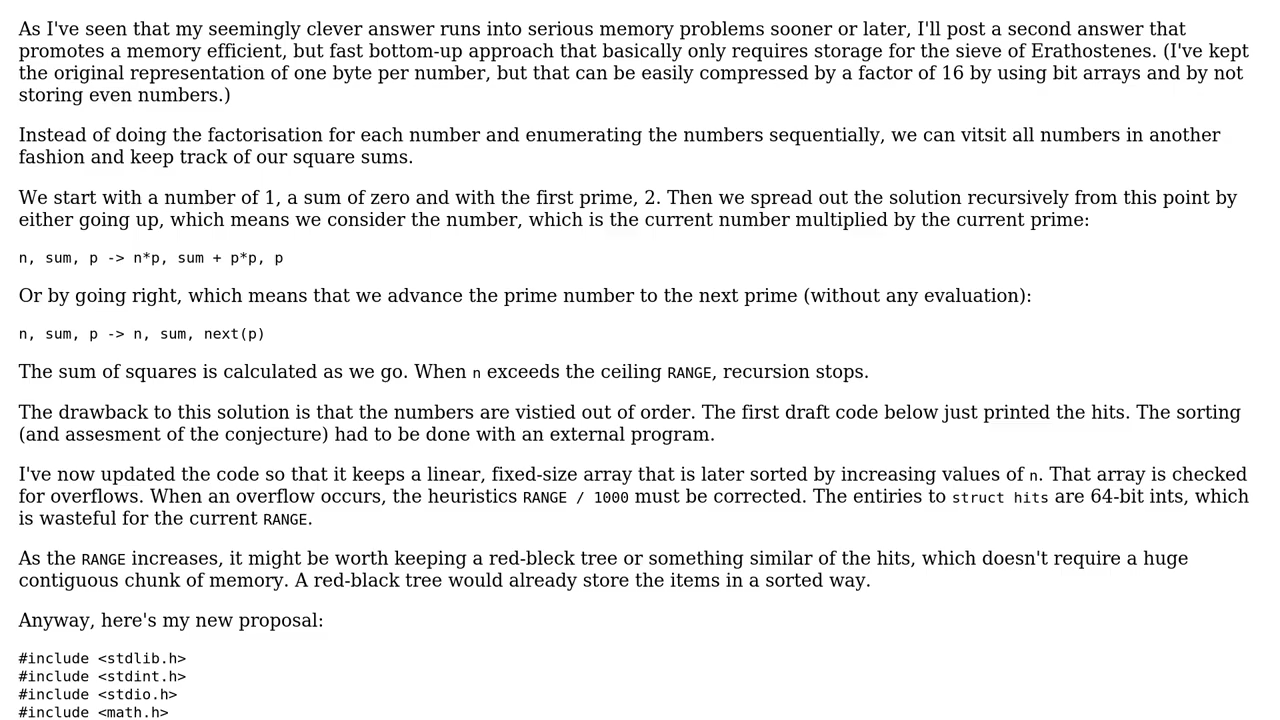 As I've seen that my seemingly clever answer runs into serious memory problems sooner or later, I'll post a second answer that
promotes a memory efficient, but fast bottom-up approach that basically only requires storage for the sieve of Erathostenes. (I've kept
the original representation of one byte per number, but that can be easily compressed by a factor of 16 by using bit arrays and by not
storing even numbers.)
Instead of doing the factorisation for each number and enumerating the numbers sequentially, we can vitsit all numbers in another
fashion and keep track of our square sums.
We start with a number of 1, a sum of zero and with the first prime, 2. Then we spread out the solution recursively from this point by
either going up, which means we consider the number, which is the current number multiplied by the current prime:
n, sum, p -> n*p, sum + p*p, p
Or by going right, which means that we advance the prime number to the next prime (without any evaluation):
n, sum, p -> n, sum, next(p)
The sum of squares is calculated as we go. When n exceeds the ceiling RANGE, recursion stops.
The drawback to this solution is that the numbers are vistied out of order. The first draft code below just printed the hits. The sorting
(and assesment of the conjecture) had to be done with an external program.
I've now updated the code so that it keeps a linear, fixed-size array that is later sorted by increasing values of n. That array is checked
for overflows. When an overflow occurs, the heuristics RANGE / 1000 must be corrected. The entiries to struct hits are 64-bit ints, which
is wasteful for the current RANGE.
As the RANGE increases, it might be worth keeping a red-bleck tree or something similar of the hits, which doesn't require a huge
contiguous chunk of memory. A red-black tree would already store the items in a sorted way.
Anyway, here's my new proposal:
#include <stdlib.h>
#include <stdint.h>
#include <stdio.h>
#include <math.h>